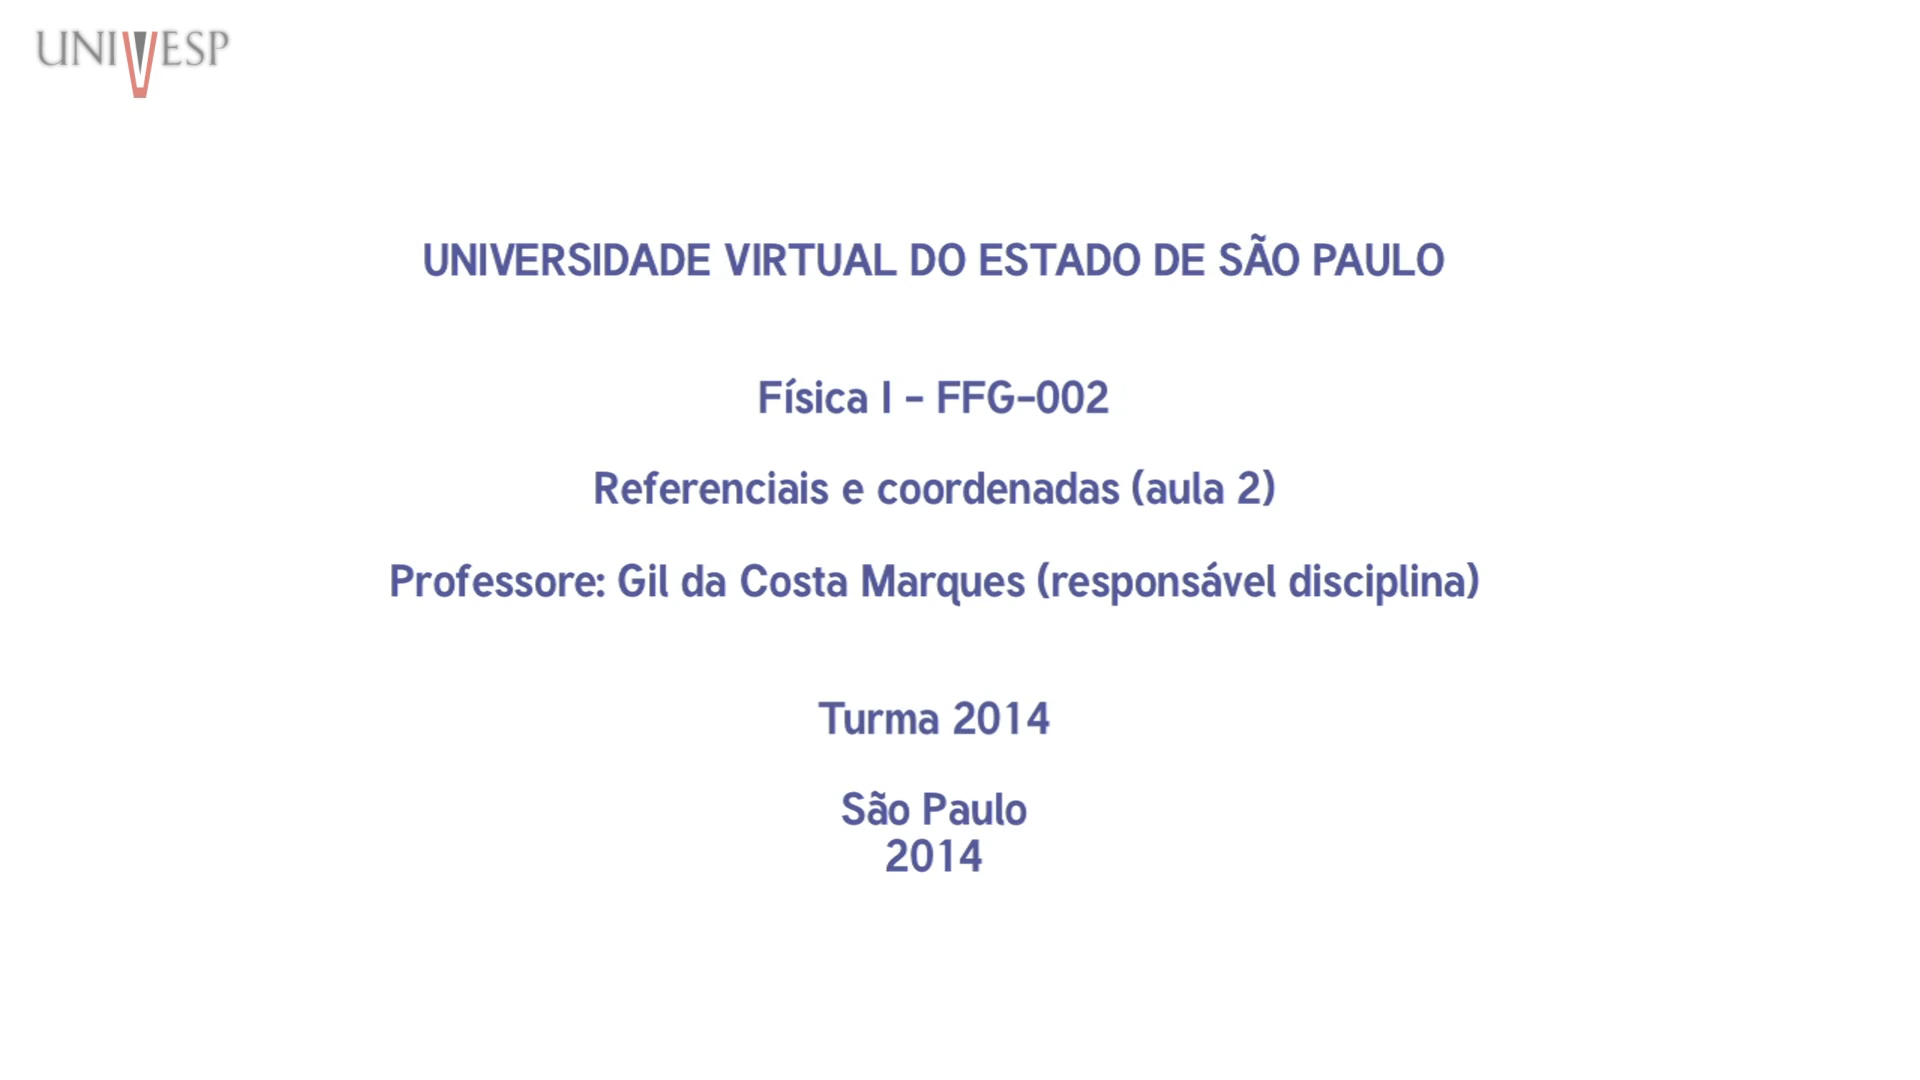 UNIVESP
UNIVERSIDADE VIRTUAL DO ESTADO DE SÃO PAULO
Física I - FFG-002
Referenciais e coordenadas (aula 2)
Professore: Gil da Costa Marques (responsável disciplina)
Turma 2014
São Paulo
2014